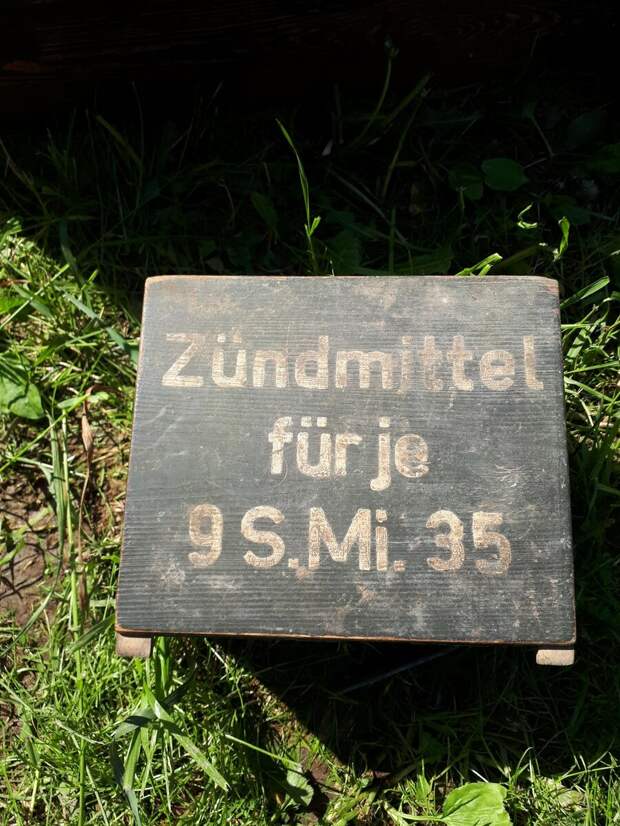 Zündmittel
für je
9 S.Mi. 35